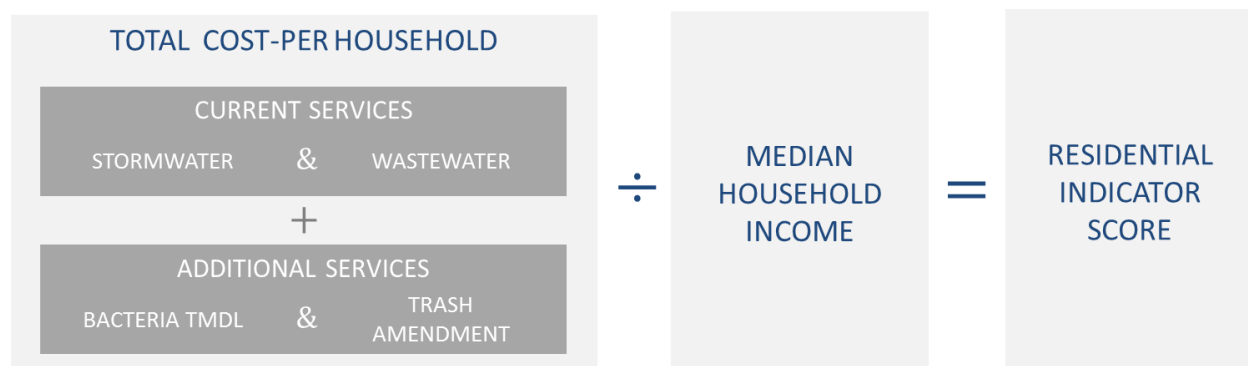 TOTAL COST-PER HOUSEHOLD
CURRENT SERVICES
STORMWATER & WASTEWATER
+
ADDITIONAL SERVICES
BACTERIA TMDL & TRASH
AMENDMENT
÷
MEDIAN
HOUSEHOLD
INCOME
=
RESIDENTIAL
INDICATOR
SCORE